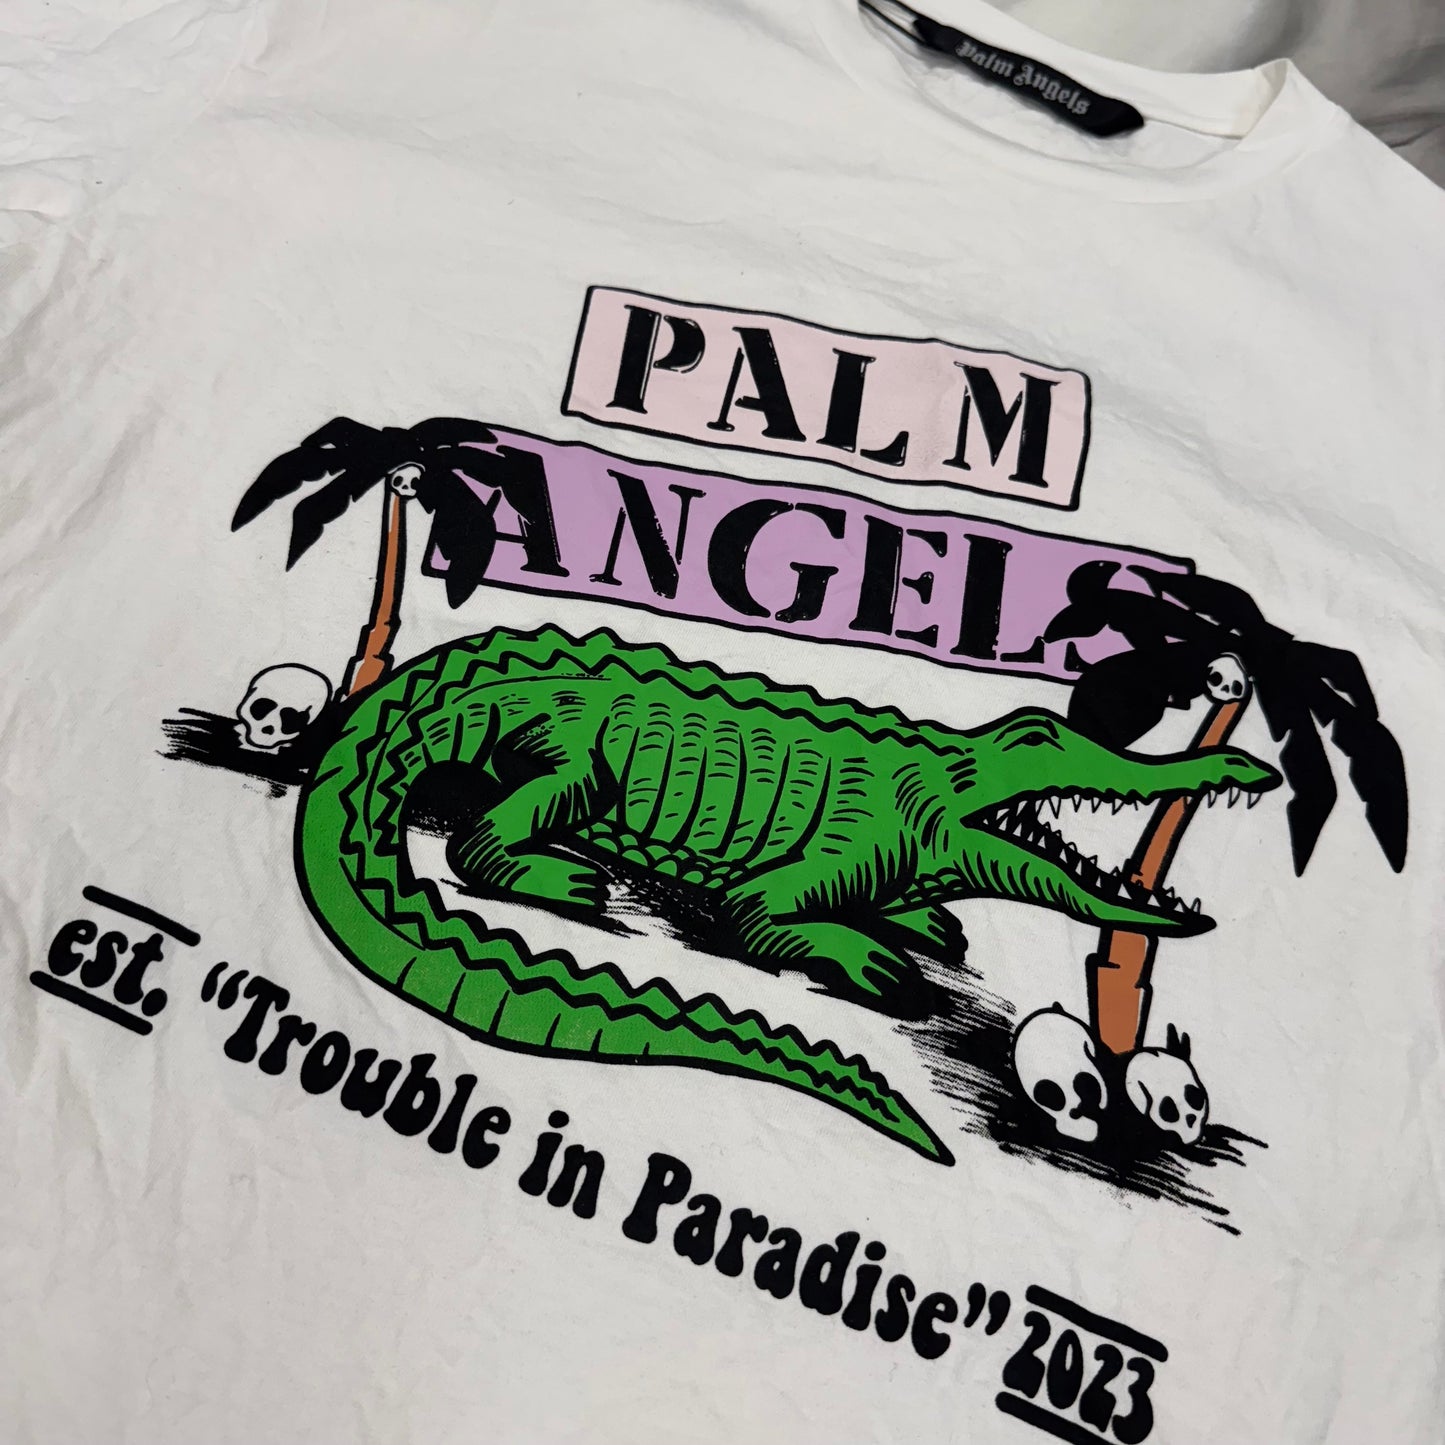 Palm Angels
PALM
ANGELS
est. “Trouble in Paradise” 2023